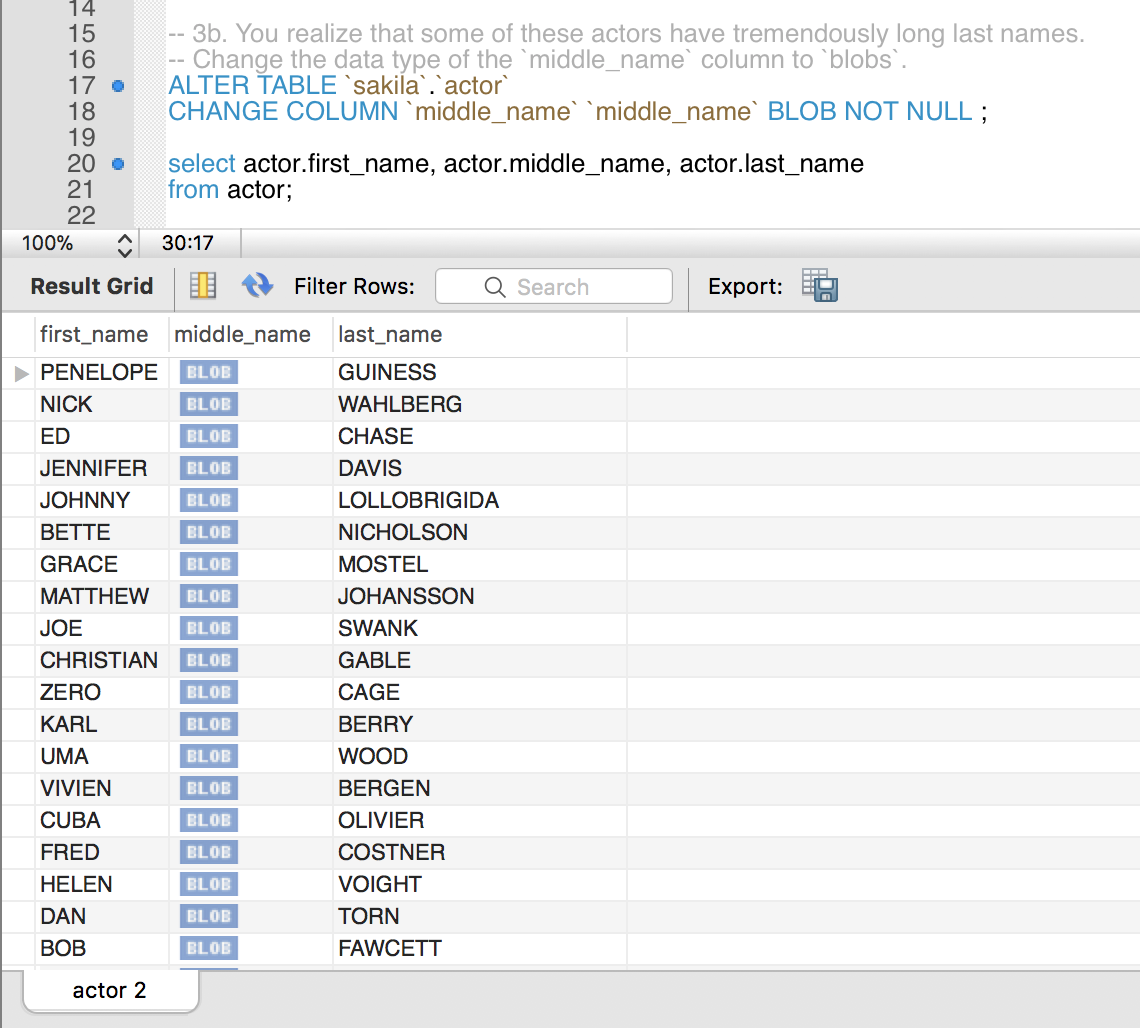 14
15 -- 3b. You realize that some of these actors have tremendously long last names.
16 -- Change the data type of the `middle_name` column to `blobs`.
17 ALTER TABLE `sakila`.`actor`
18 CHANGE COLUMN `middle_name` `middle_name` BLOB NOT NULL ;
19
20 select actor.first_name, actor.middle_name, actor.last_name
21 from actor;
22
100% 30:17
Result Grid Filter Rows: Search Export:
first_name middle_name last_name
PENELOPE BLOB GUINESS
NICK BLOB WAHLBERG
ED BLOB CHASE
JENNIFER BLOB DAVIS
JOHNNY BLOB LOLLOBRIGIDA
BETTE BLOB NICHOLSON
GRACE BLOB MOSTEL
MATTHEW BLOB JOHANSSON
JOE BLOB SWANK
CHRISTIAN BLOB GABLE
ZERO BLOB CAGE
KARL BLOB BERRY
UMA BLOB WOOD
VIVIEN BLOB BERGEN
CUBA BLOB OLIVIER
FRED BLOB COSTNER
HELEN BLOB VOIGHT
DAN BLOB TORN
BOB BLOB FAWCETT
actor 2